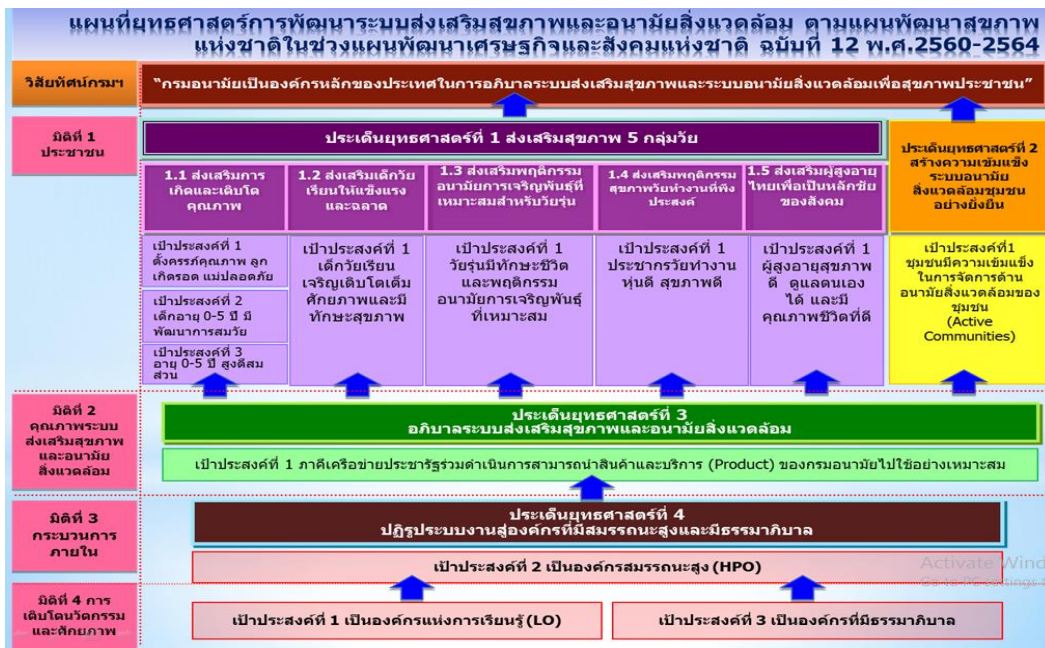 แผนที่ยุทธศาสตร์การพัฒนาระบบส่งเสริมสุขภาพและอนามัยสิ่งแวดล้อม ตามแผนพัฒนาสุขภาพ
แห่งชาติในช่วงแผนพัฒนาเศรษฐกิจและสังคมแห่งชาติ ฉบับที่ 12 พ.ศ.2560-2564
วิสัยทัศน์กรมฯ
“กรมอนามัยเป็นองค์กรหลักของประเทศในการอภิบาลระบบส่งเสริมสุขภาพและระบบอนามัยสิ่งแวดล้อมเพื่อสุขภาพประชาชน”
มิติที่ 1
ประชาชน
ประเด็นยุทธศาสตร์ที่ 1 ส่งเสริมสุขภาพ 5 กลุ่มวัย
1.1 ส่งเสริมการ
เกิดและเติบโต
คุณภาพ
1.2 ส่งเสริมเด็กวัย
เรียนให้แข็งแรง
และฉลาด
1.3 ส่งเสริมพฤติกรรม
อนามัยการเจริญพันธุ์ที่
เหมาะสมสำหรับวัยรุ่น
1.4 ส่งเสริมพฤติกรรม
สุขภาพวัยทำงานที่พึง
ประสงค์
1.5 ส่งเสริมผู้สูงอายุ
ไทยเพื่อเป็นหลักชัย
ของสังคม
ประเด็นยุทธศาสตร์ที่ 2
สร้างความเข้มแข็ง
ระบบอนามัย
สิ่งแวดล้อมชุมชน
อย่างยั่งยืน
เป้าประสงค์ที่ 1
ตั้งครรภ์คุณภาพ ลูก
เกิดรอด แม่ปลอดภัย
เป้าประสงค์ที่ 2
เด็กอายุ 0-5 ปี มี
พัฒนาการสมวัย
เป้าประสงค์ที่ 3
อายุ 0-5 ปี สูงดีสม
ส่วน
เป้าประสงค์ที่ 1
เด็กวัยเรียน
เจริญเติบโตเต็ม
ศักยภาพและมี
ทักษะสุขภาพ
เป้าประสงค์ที่ 1
วัยรุ่นมีทักษะชีวิต
และพฤติกรรม
อนามัยการเจริญพันธุ์
ที่เหมาะสม
เป้าประสงค์ที่ 1
ประชากรวัยทำงาน
หุ่นดี สุขภาพดี
เป้าประสงค์ที่ 1
ผู้สูงอายุสุขภาพ
ดี ดูแลตนเอง
ได้ และมี
คุณภาพชีวิตที่ดี
เป้าประสงค์ที่1
ชุมชนมีความเข้มแข็ง
ในการจัดการด้าน
อนามัยสิ่งแวดล้อมของ
ชุมชน
(Active
Communities)
มิติที่ 2
คุณภาพระบบ
ส่งเสริมสุขภาพ
และอนามัย
สิ่งแวดล้อม
ประเด็นยุทธศาสตร์ที่ 3
อภิบาลระบบส่งเสริมสุขภาพและอนามัยสิ่งแวดล้อม
เป้าประสงค์ที่ 1 ภาคีเครือข่ายประชารัฐร่วมดำเนินการสามารถนำสินค้าและบริการ (Product) ของกรมอนามัยไปใช้อย่างเหมาะสม
มิติที่ 3
กระบวนการ
ภายใน
ประเด็นยุทธศาสตร์ที่ 4
ปฏิรูประบบงานสู่องค์กรที่มีสมรรถนะสูงและมีธรรมาภิบาล
เป้าประสงค์ที่ 2 เป็นองค์กรสมรรถนะสูง (HPO)
Activate Wind
Go to PC settings t
มิติที่ 4 การ
เติบโตนวัตกรรม
และศักยภาพ
เป้าประสงค์ที่ 1 เป็นองค์กรแห่งการเรียนรู้ (LO)
เป้าประสงค์ที่ 3 เป็นองค์กรที่มีธรรมาภิบาล